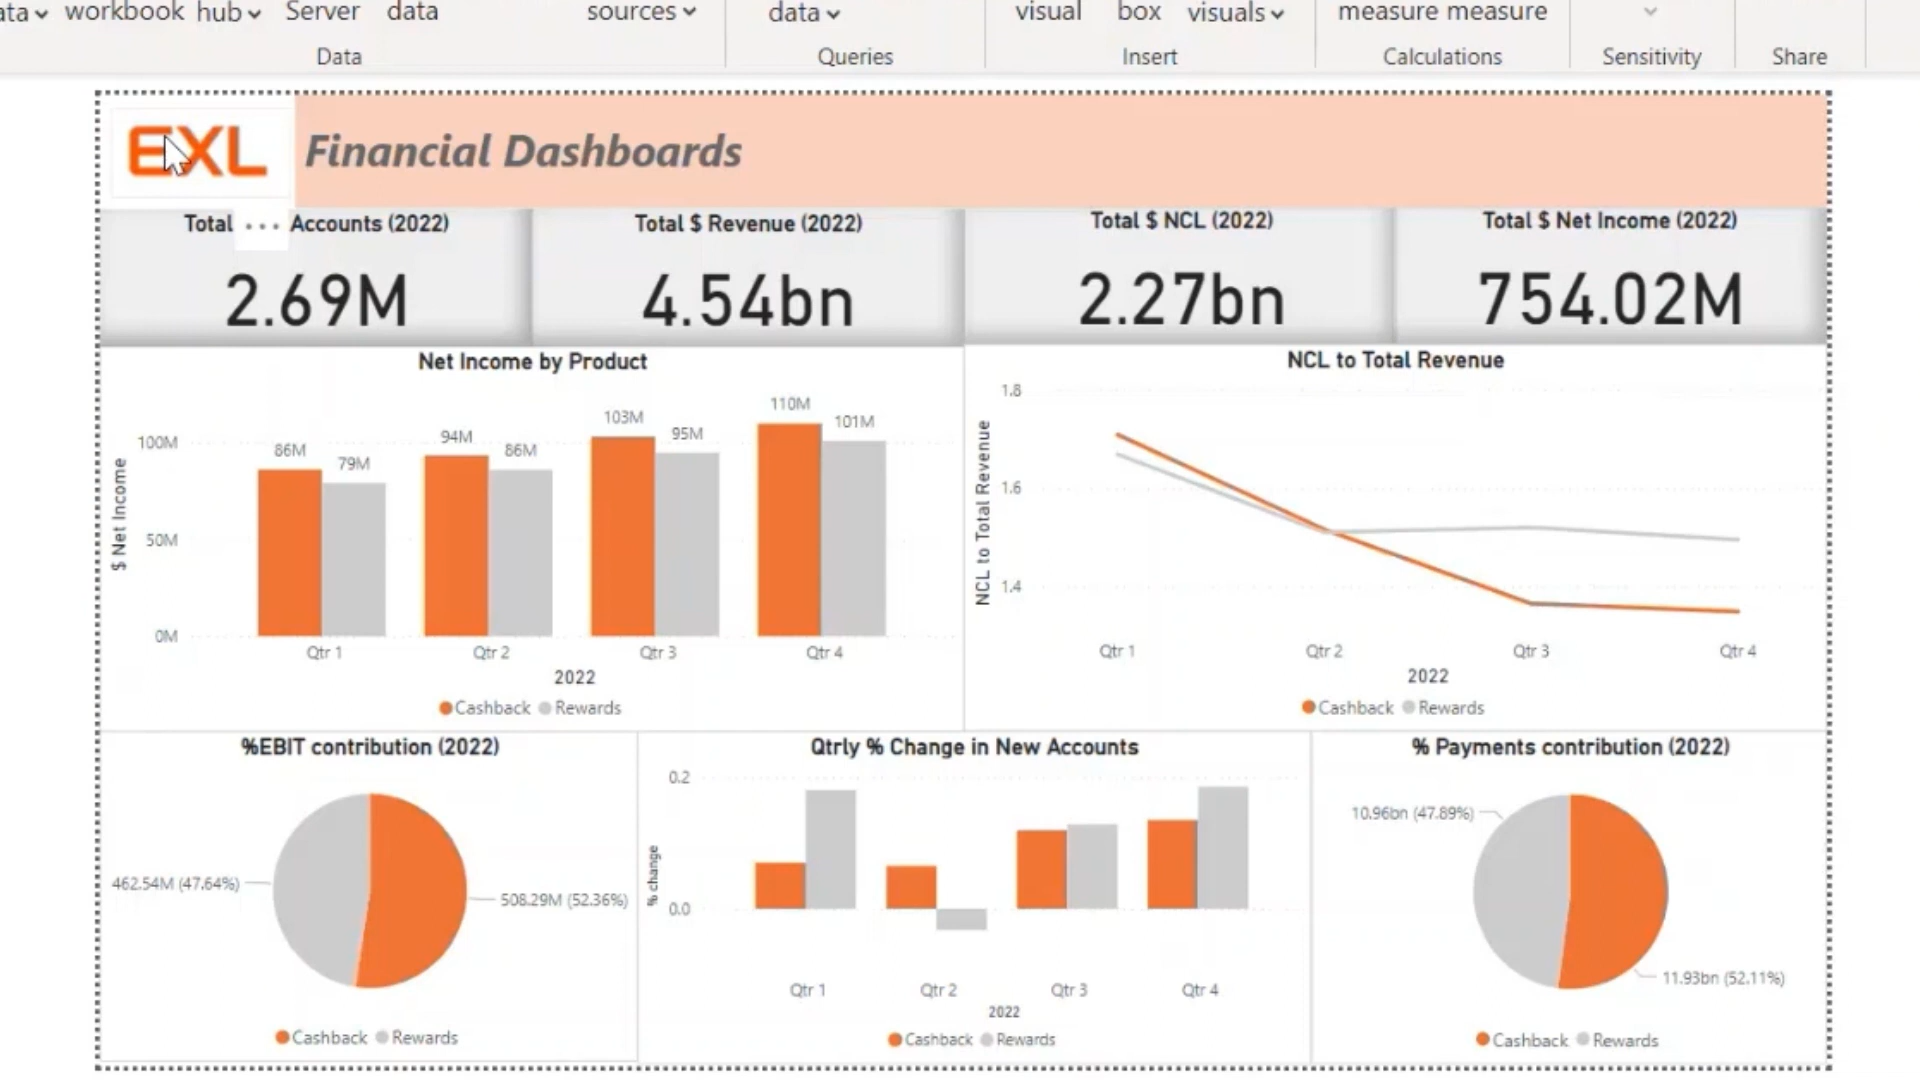 ata workbook hub Server data sources data visual box visuals measure measure
Data Queries Insert Calculations Sensitivity Share
EXL Financial Dashboards
Total ... Accounts (2022)
2.69M
Total $ Revenue (2022)
4.54bn
Total $ NCL (2022)
2.27bn
Total $ Net Income (2022)
754.02M
Net Income by Product
$ Net Income
100M
50M
0M
86M
79M
94M
86M
103M
95M
110M
101M
Qtr 1 Qtr 2 Qtr 3 Qtr 4
2022
Cashback Rewards
NCL to Total Revenue
NCL to Total Revenue
1.8
1.6
1.4
Qtr 1 Qtr 2 Qtr 3 Qtr 4
2022
Cashback Rewards
%EBIT contribution (2022)
462.54M (47.64%)
508.29M (52.36%)
Cashback Rewards
Qtrly % Change in New Accounts
% change
0.2
0.0
Qtr 1 Qtr 2 Qtr 3 Qtr 4
2022
Cashback Rewards
% Payments contribution (2022)
10.96bn (47.89%)
11.93bn (52.11%)
Cashback Rewards